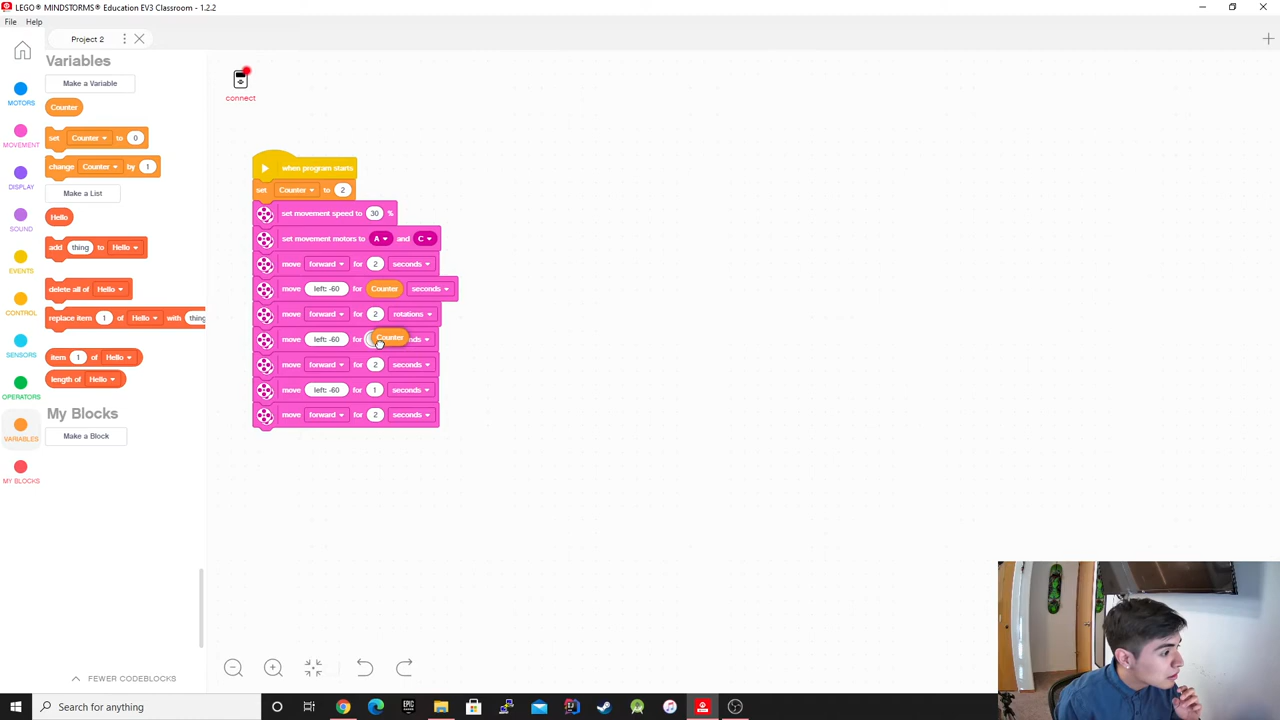 LEGO® MINDSTORMS® Education EV3 Classroom - 1.2.2
File Help
Project 2
Variables
Make a Variable
Counter
set Counter to 0
change Counter by 1
Make a List
Hello
add thing to Hello
delete all of Hello
replace item 1 of Hello with thing
item 1 of Hello
length of Hello
My Blocks
Make a Block
FEWER CODEBLOCKS
MOTORS
MOVEMENT
DISPLAY
SOUND
EVENTS
CONTROL
SENSORS
OPERATORS
VARIABLES
MY BLOCKS
connect
when program starts
set Counter to 2
set movement speed to 30 %
set movement motors to A and C
move forward for 2 seconds
move left: -60 for Counter seconds
move forward for 2 rotations
move left: -60 for Counter nds
move forward for 2 seconds
move left: -60 for 1 seconds
move forward for 2 seconds
Search for anything
EPIC